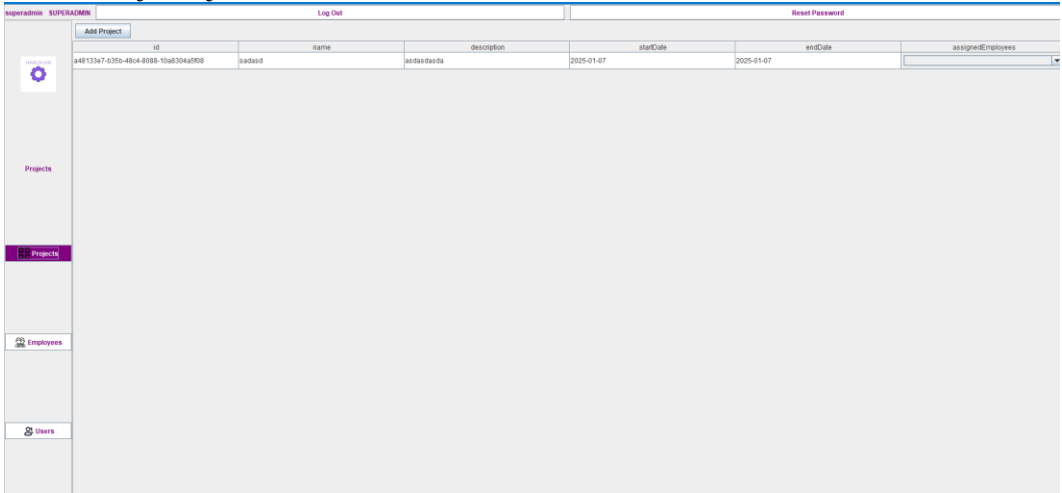 superadmin SUPERADMIN Log Out Reset Password
Add Project
id name description startDate endDate assignedEmployees
a48133e7-b35b-48c4-8088-10a8304a5f08 sadasd asdasdasda 2025-01-07 2025-01-07
Projects
Projects
Employees
Users